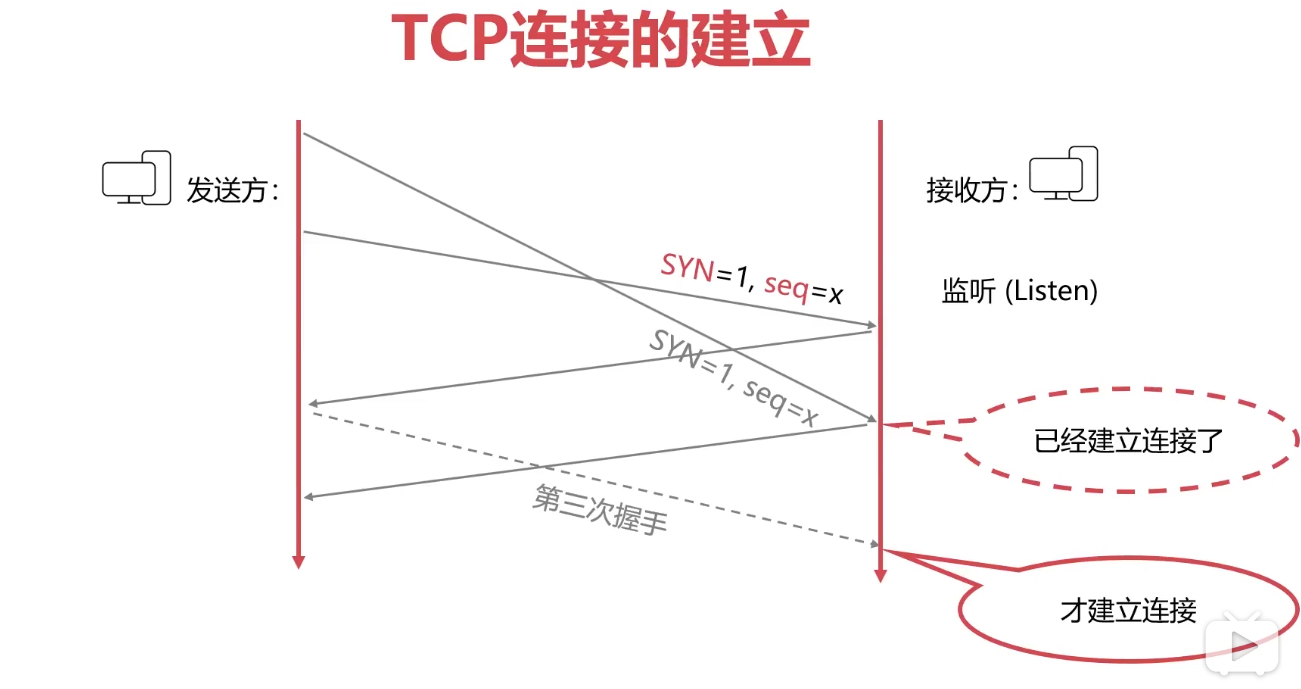 TCP连接的建立
发送方：
接收方：
SYN=1, seq=x
监听 (Listen)
SYN=1, seq=x
已经建立连接了
第三次握手
才建立连接